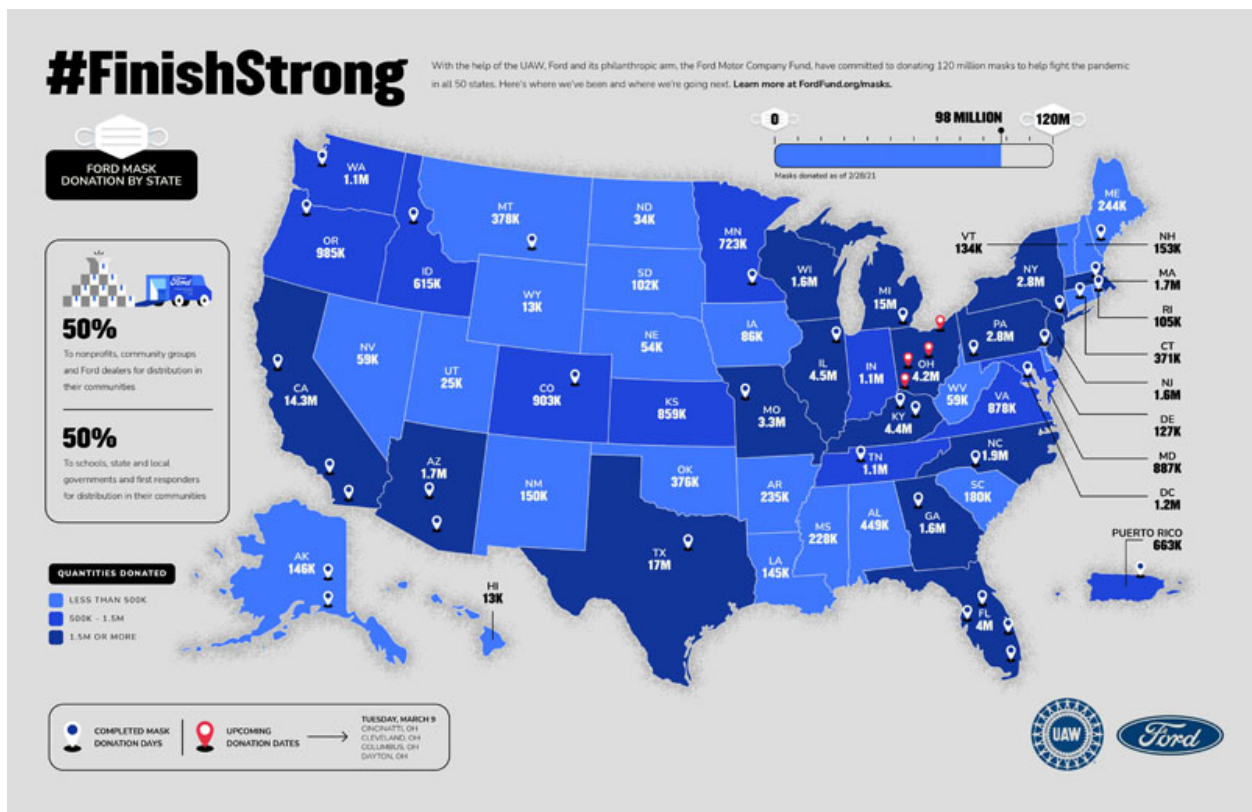 #FinishStrong
With the help of the UAW, Ford and its philanthropic arm, the Ford Motor Company Fund, have committed to donating 120 million masks to help fight the pandemic
in all 50 states. Here's where we've been and where we're going next. Learn more at FordFund.org/masks.
0
98 MILLION
120M
Masks donated as of 2/28/21
FORD MASK
DONATION BY STATE
Ford
50%
To nonprofits, community groups
and Ford dealers for distribution in
their communities
50%
To schools, state and local
governments and first responders
for distribution in their communities
QUANTITIES DONATED
LESS THAN 500K
500K - 1.5M
1.5M OR MORE
WA
1.1M
OR
985K
ID
615K
MT
378K
ND
34K
MN
723K
WI
1.6M
MI
15M
NY
2.8M
VT
134K
ME
244K
NH
153K
MA
1.7M
RI
105K
CT
371K
NJ
1.6M
DE
127K
MD
887K
DC
1.2M
WY
13K
SD
102K
NE
54K
IA
86K
NV
59K
UT
25K
CO
903K
KS
859K
CA
14.3M
AZ
1.7M
NM
150K
OK
376K
TX
17M
MO
3.3M
IL
4.5M
IN
1.1M
OH
4.2M
PA
2.8M
WV
59K
VA
878K
KY
4.4M
TN
1.1M
NC
1.9M
SC
180K
AR
235K
MS
228K
AL
449K
GA
1.6M
LA
145K
FL
4M
AK
146K
HI
13K
PUERTO RICO
663K
COMPLETED MASK
DONATION DAYS
UPCOMING
DONATION DATES
TUESDAY, MARCH 9
CINCINATTI, OH
CLEVELAND, OH
COLUMBUS, OH
DAYTON, OH
UAW
Ford